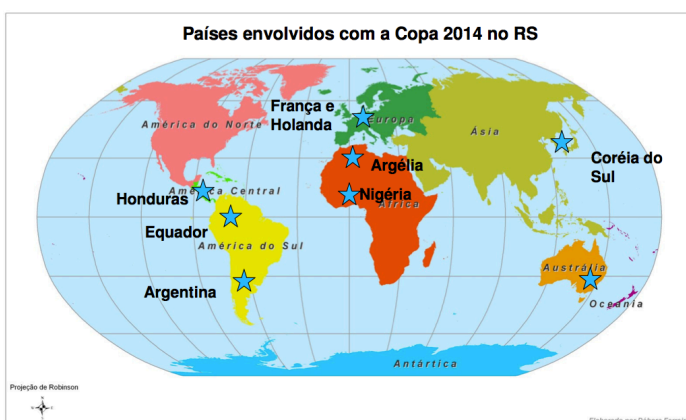 Países envolvidos com a Copa 2014 no RS
América do Norte
França e
Holanda
Europa
Ásia
Coréia do
Sul
Argélia
Nigéria
África
Honduras
América Central
Equador
América do Sul
Argentina
Austrália
Oceania
Antártica
Projeção de Robinson